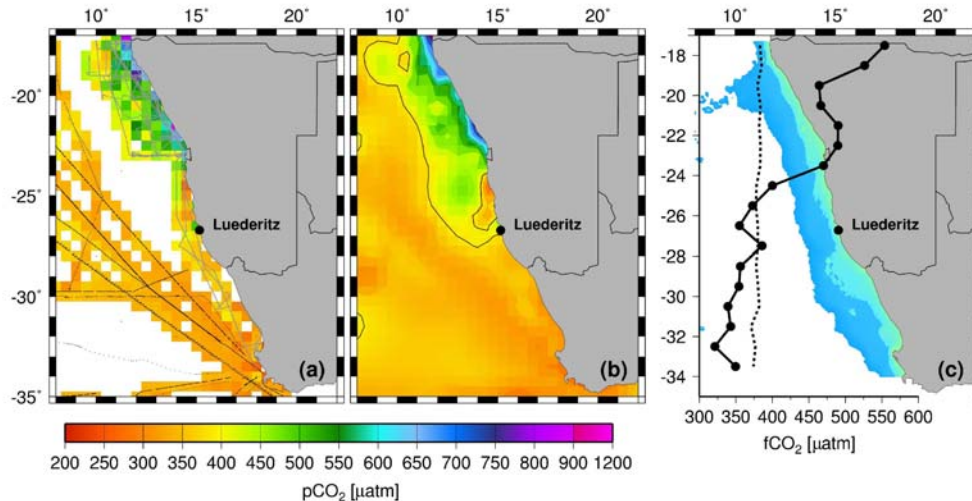 10° 15° 20° 10° 15° 20° 10° 15° 20°
-20°
-25°
-30°
-35°
Luederitz
(a)
Luederitz
(b)
-18
-20
-22
-24
-26
-28
-30
-32
-34
Luederitz
(c)
300 350 400 450 500 550 600
fCO₂ [µatm]
200 250 300 350 400 450 500 550 600 650 700 750 800 900 1200
pCO₂ [µatm]